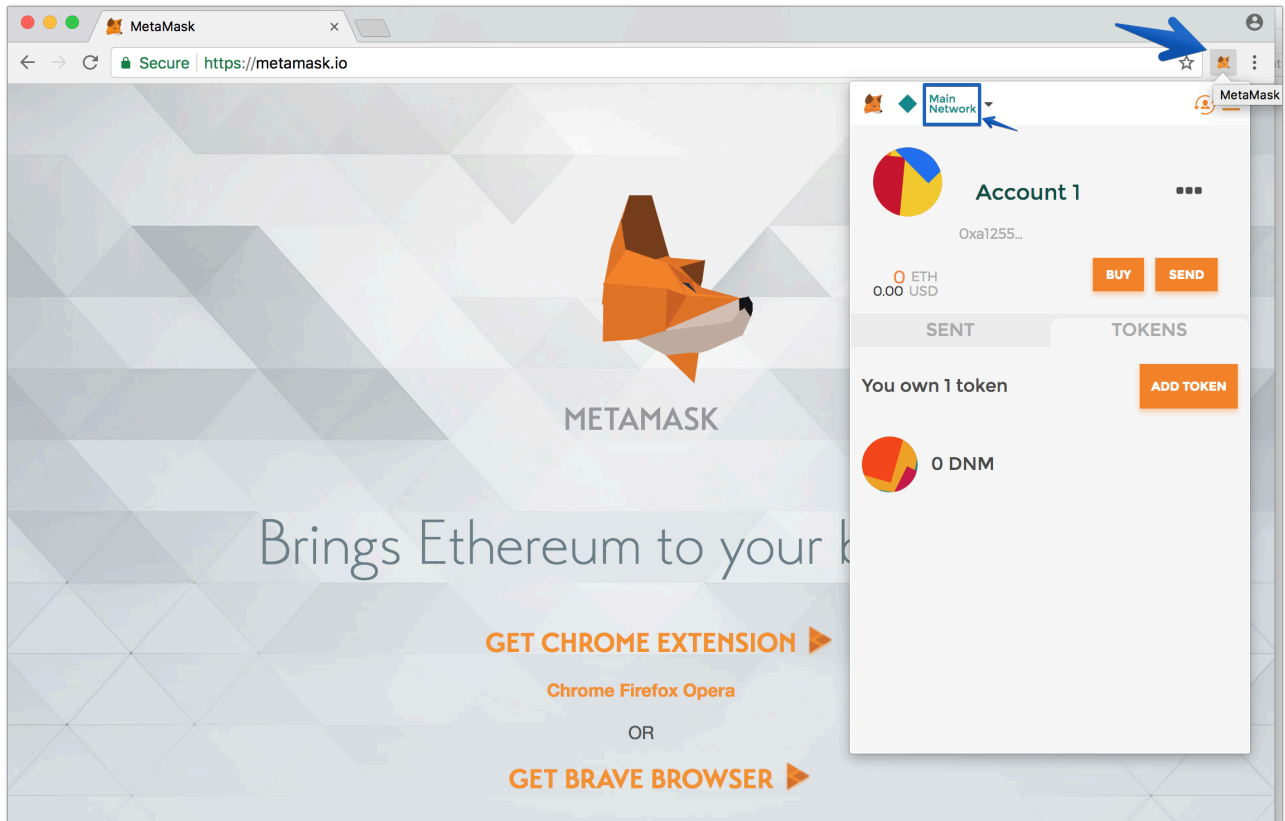 MetaMask
Secure https://metamask.io
MetaMask
Main
Network
Account 1
0xa1255...
0 ETH
0.00 USD
BUY
SEND
SENT
TOKENS
You own 1 token
ADD TOKEN
0 DNM
METAMASK
Brings Ethereum to your
GET CHROME EXTENSION
Chrome Firefox Opera
OR
GET BRAVE BROWSER